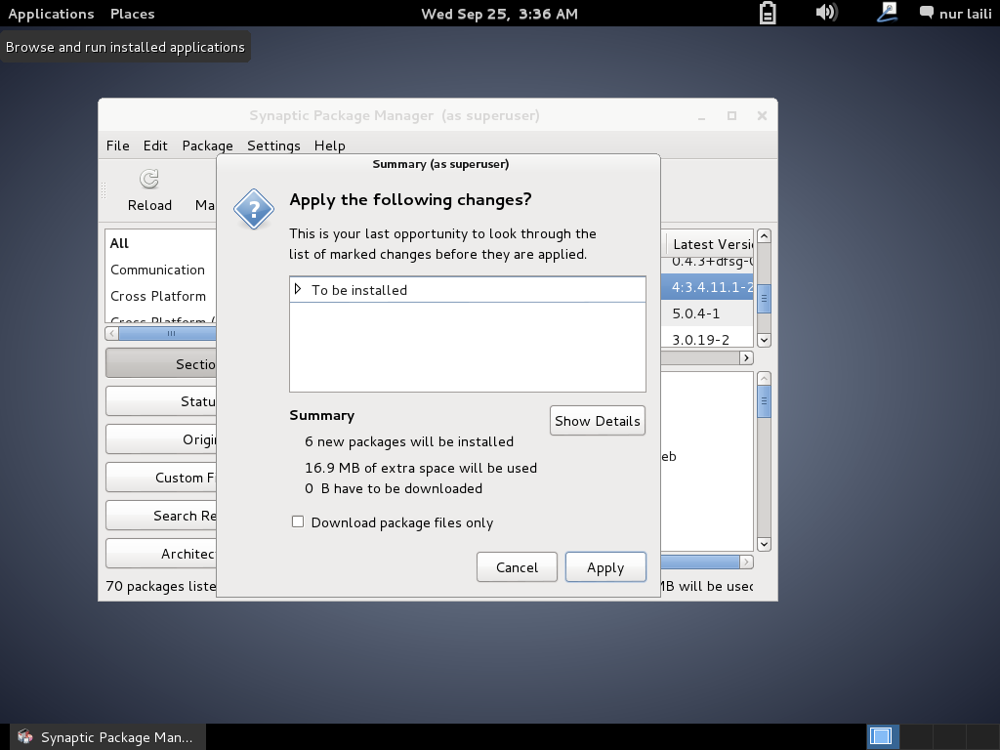 Applications Places Wed Sep 25, 3:36 AM nur laili
Browse and run installed applications
Synaptic Package Manager (as superuser)
File Edit Package Settings Help
Summary (as superuser)
Reload Ma
Apply the following changes?
This is your last opportunity to look through the
list of marked changes before they are applied.
All
Communication
Cross Platform
Cross Platform (
Latest Versi
0.4.3+dfsg-
4:3.4.11.1-2
5.0.4-1
3.0.19-2
To be installed
Sectio
Statu
Origi
Custom F
Search Re
Architec
Summary
Show Details
6 new packages will be installed
16.9 MB of extra space will be used
0 B have to be downloaded
eb
Download package files only
Cancel Apply
70 packages liste
MB will be used
Synaptic Package Man...